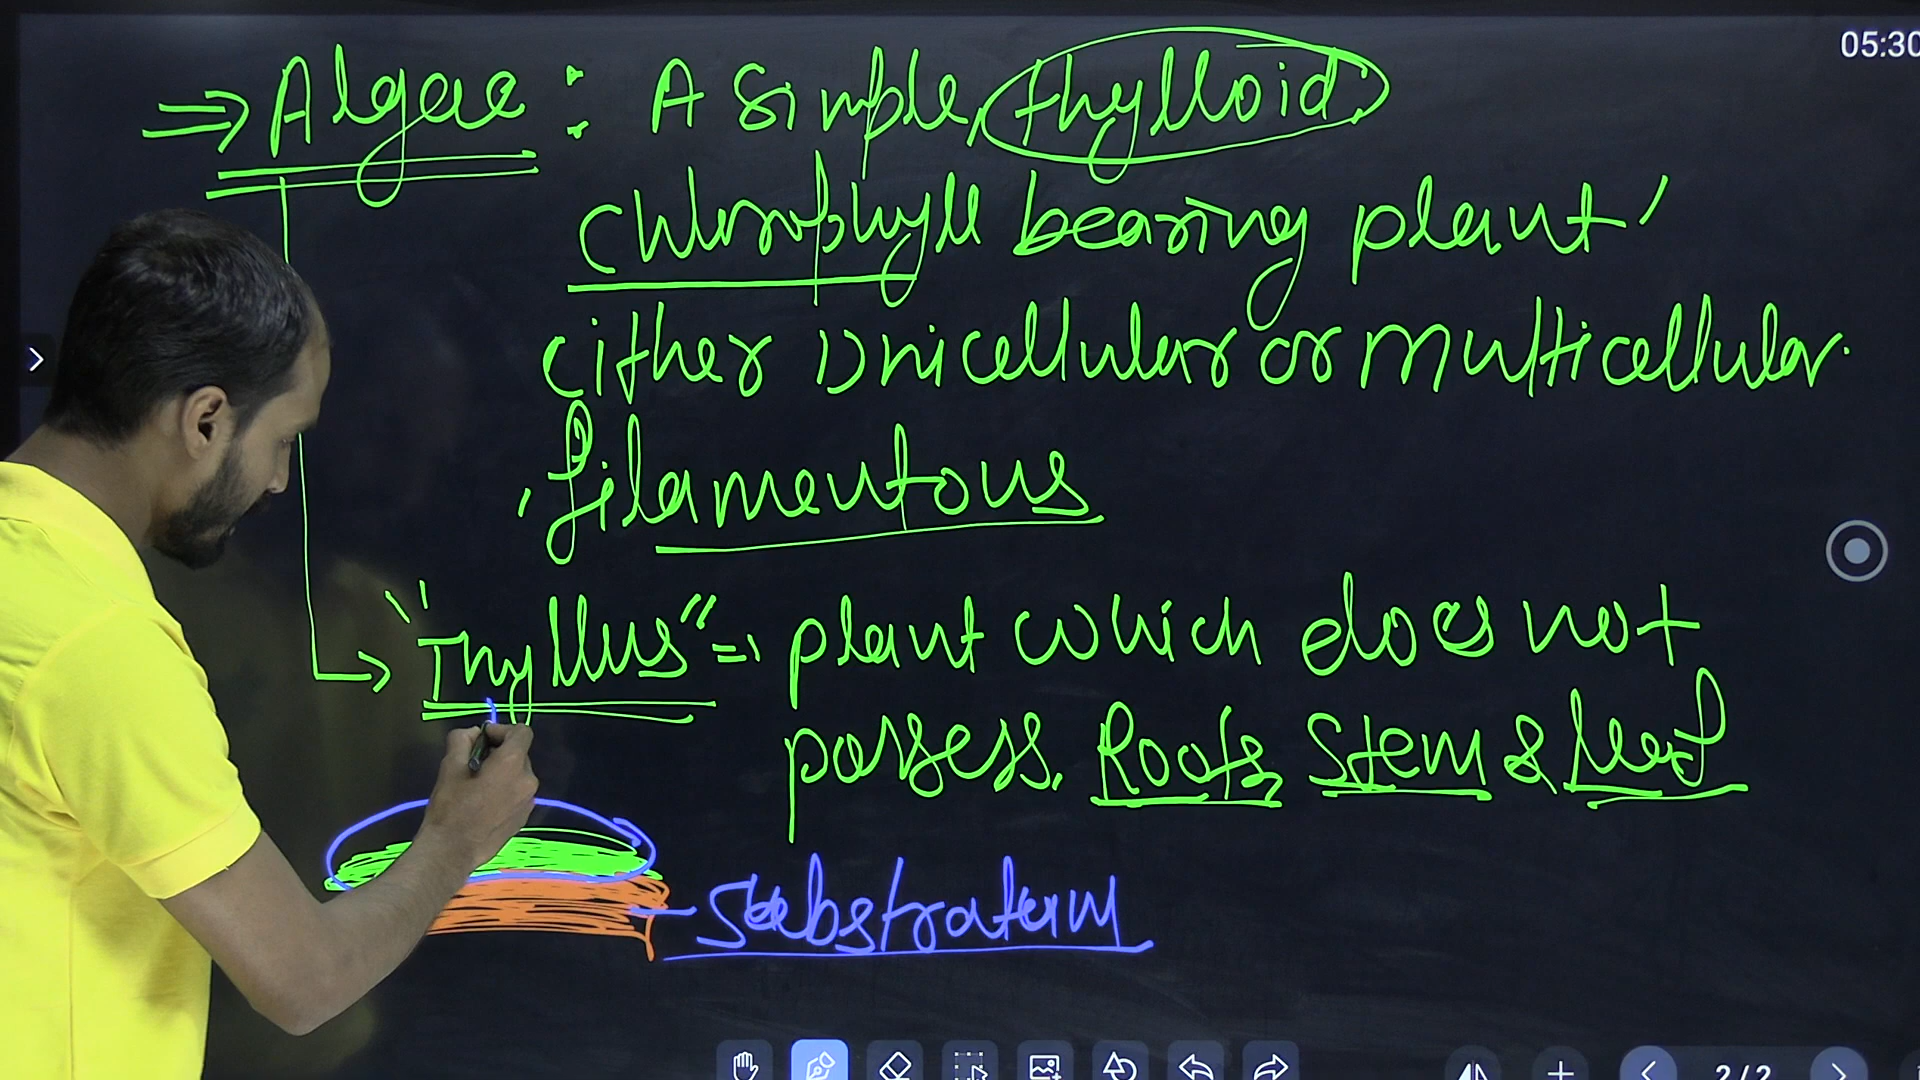 05:30
⇒ Algae : A simple, thylloid
chlorophyll bearing plant,
either Unicellular or Multicellular.
, filamentous
"Thyllus" = plant which does not
possess, Roots, Stem & leaf
Substratum
2/2